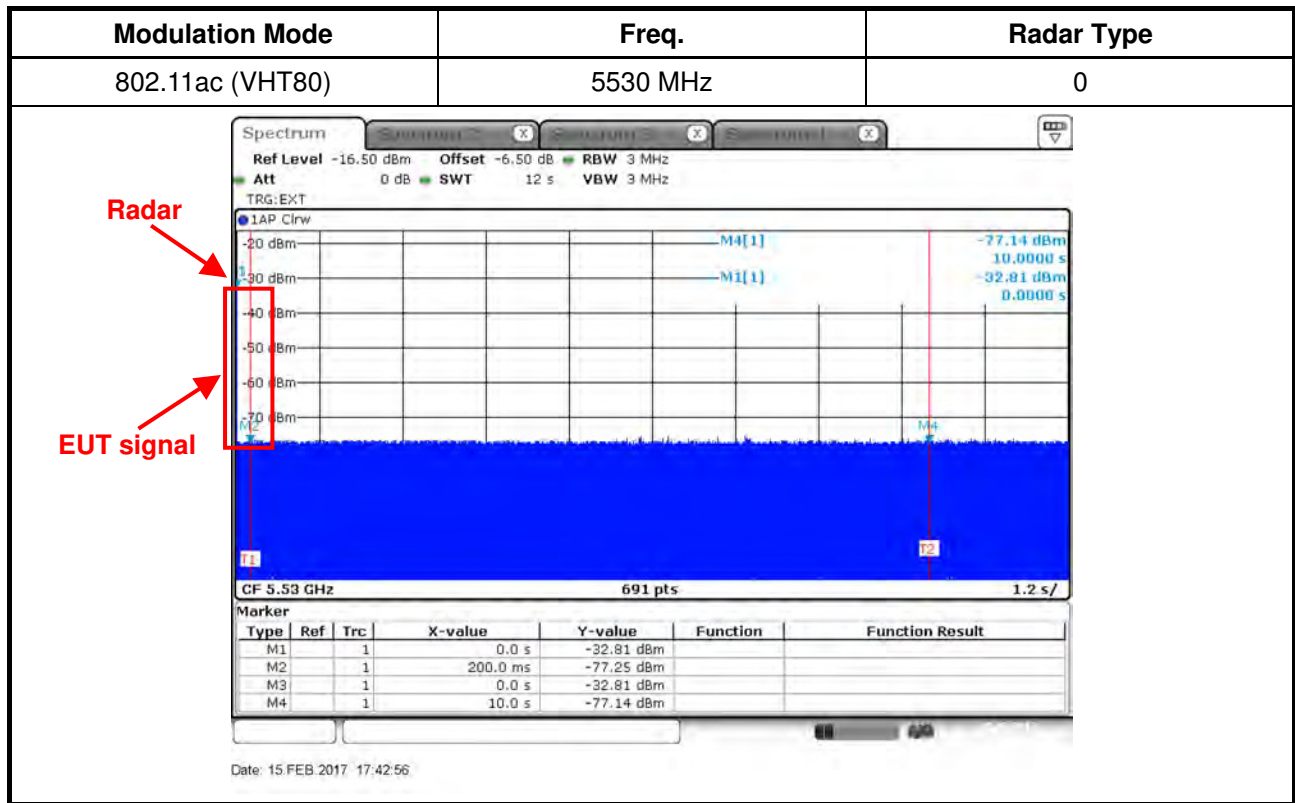 Modulation Mode Freq. Radar Type
802.11ac (VHT80) 5530 MHz 0
Spectrum
Ref Level -16.50 dBm Offset -6.50 dB RBW 3 MHz
Att 0 dB SWT 12 s VBW 3 MHz
TRG:EXT
1AP Clrw
Radar
-20 dBm M4[1] -77.14 dBm
10.0000 s
1
-30 dBm M1[1] -32.81 dBm
0.0000 s
-40 dBm
-50 dBm
-60 dBm
-70 dBm
M2 M4
EUT signal
T1 T2
CF 5.53 GHz 691 pts 1.2 s/
Marker
Type Ref Trc X-value Y-value Function Function Result
M1 1 0.0 s -32.81 dBm
M2 1 200.0 ms -77.25 dBm
M3 1 0.0 s -32.81 dBm
M4 1 10.0 s -77.14 dBm
Date: 15.FEB.2017 17:42:56